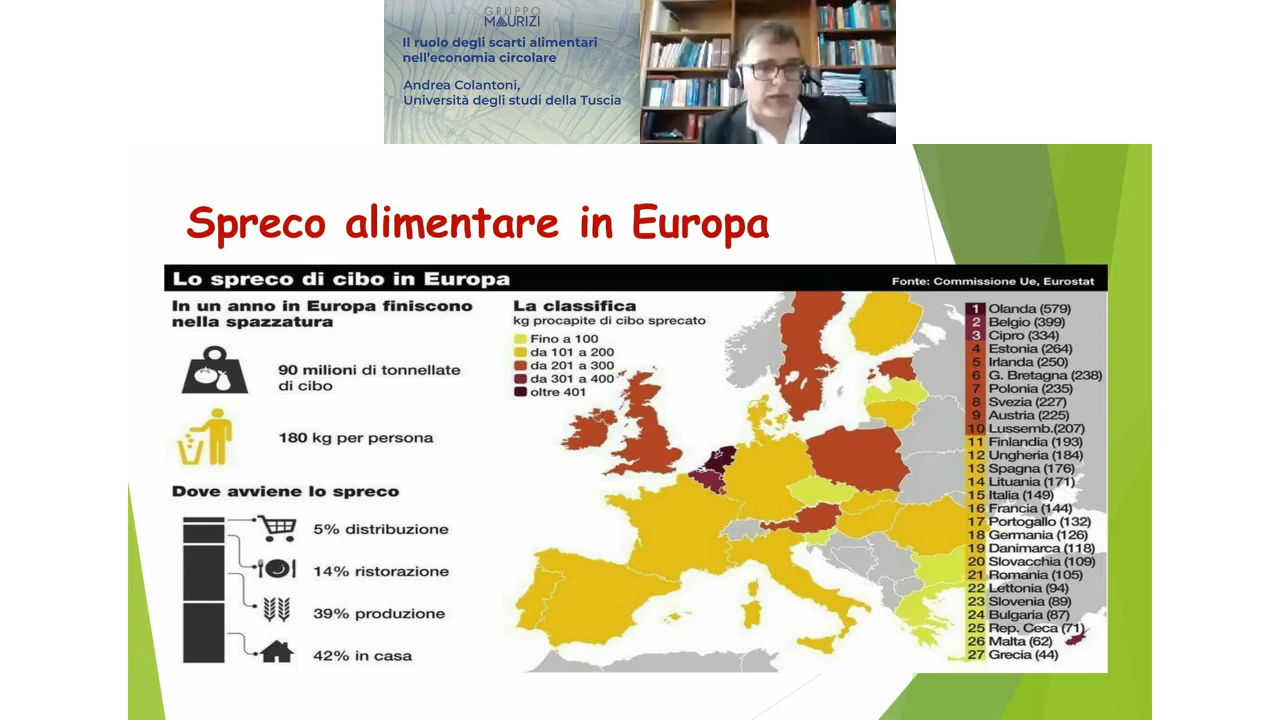 GRUPPO
MAURIZI
Il ruolo degli scarti alimentari
nell'economia circolare
Andrea Colantoni,
Università degli studi della Tuscia
Spreco alimentare in Europa
Lo spreco di cibo in Europa
Fonte: Commissione Ue, Eurostat
In un anno in Europa finiscono
nella spazzatura
90 milioni di tonnellate
di cibo
180 kg per persona
Dove avviene lo spreco
5% distribuzione
14% ristorazione
39% produzione
42% in casa
La classifica
kg procapite di cibo sprecato
Fino a 100
da 101 a 200
da 201 a 300
da 301 a 400
oltre 401
1 Olanda (579)
2 Belgio (399)
3 Cipro (334)
4 Estonia (264)
5 Irlanda (250)
6 G. Bretagna (238)
7 Polonia (235)
8 Svezia (227)
9 Austria (225)
10 Lussemb.(207)
11 Finlandia (193)
12 Ungheria (184)
13 Spagna (176)
14 Lituania (171)
15 Italia (149)
16 Francia (144)
17 Portogallo (132)
18 Germania (126)
19 Danimarca (118)
20 Slovacchia (109)
21 Romania (105)
22 Lettonia (94)
23 Slovenia (89)
24 Bulgaria (87)
25 Rep. Ceca (71)
26 Malta (62)
27 Grecia (44)